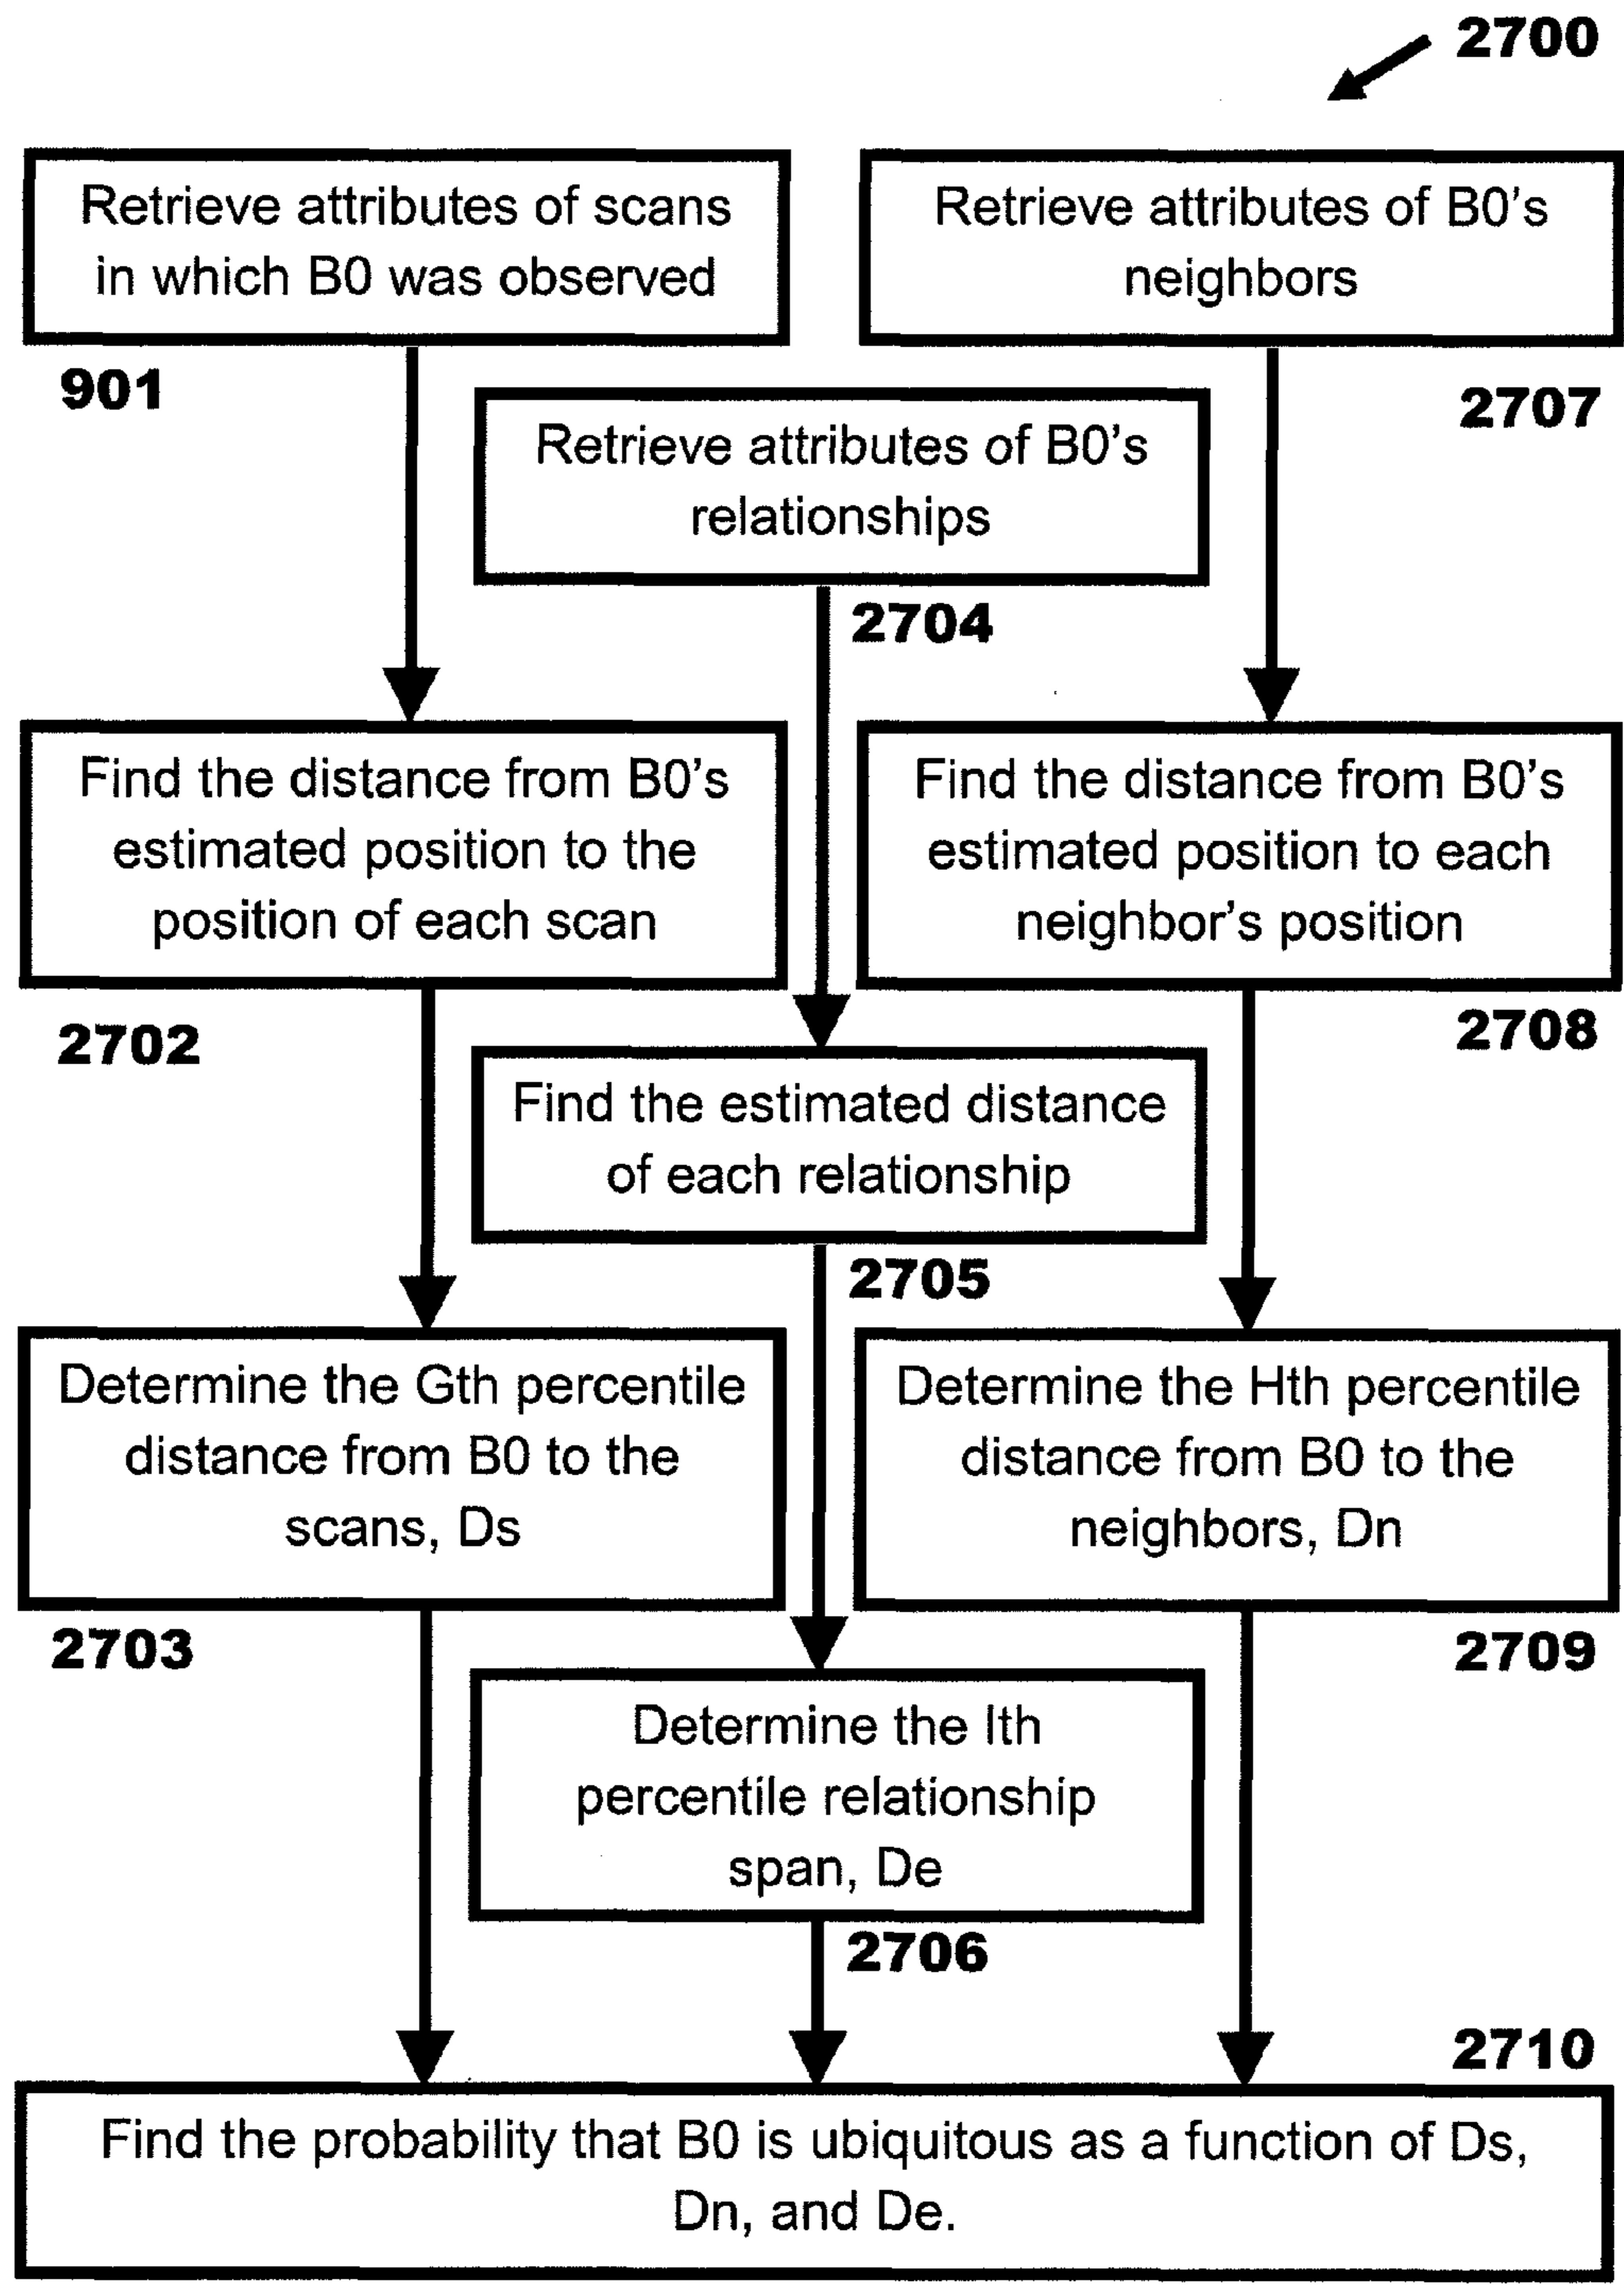 2700
Retrieve attributes of scans
in which B0 was observed
901
Retrieve attributes of B0's
neighbors
2707
Retrieve attributes of B0's
relationships
2704
Find the distance from B0's
estimated position to the
position of each scan
2702
Find the distance from B0's
estimated position to each
neighbor's position
2708
Find the estimated distance
of each relationship
2705
Determine the Gth percentile
distance from B0 to the
scans, Ds
2703
Determine the Hth percentile
distance from B0 to the
neighbors, Dn
2709
Determine the Ith
percentile relationship
span, De
2706
2710
Find the probability that B0 is ubiquitous as a function of Ds,
Dn, and De.